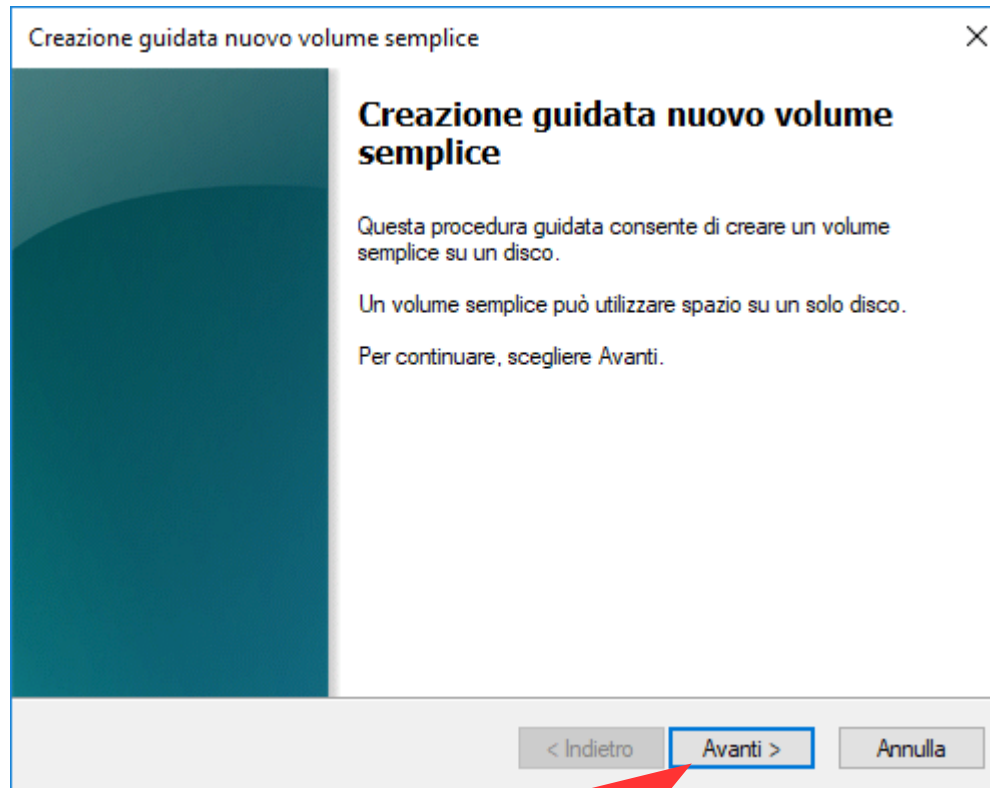 Creazione guidata nuovo volume semplice
Creazione guidata nuovo volume
semplice
Questa procedura guidata consente di creare un volume
semplice su un disco.
Un volume semplice può utilizzare spazio su un solo disco.
Per continuare, scegliere Avanti.
< Indietro
Avanti >
Annulla